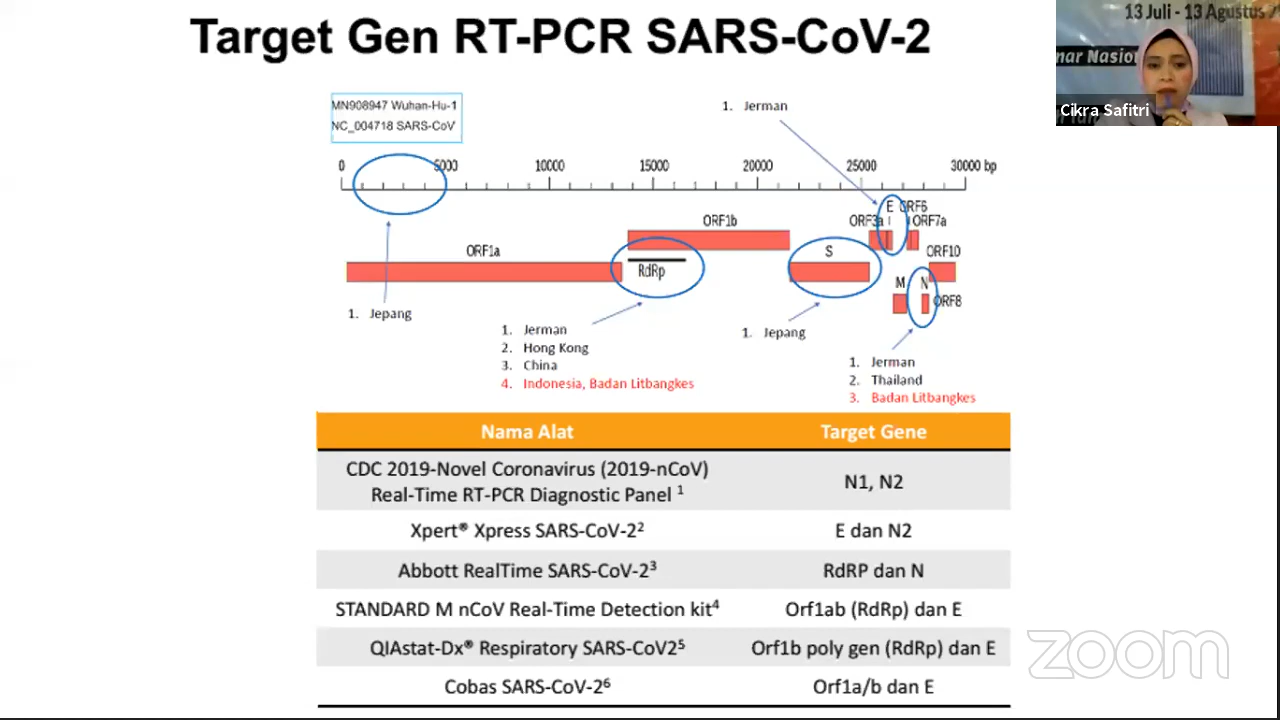 Target Gen RT-PCR SARS-CoV-2
13 Juli - 13 Agustus
nar Nasio
Cikra Safitri
MN908947 Wuhan-Hu-1
NC_004718 SARS-CoV
1. Jerman
0 5000 10000 15000 20000 25000 30000 bp
E ORF6
ORF1b ORF3a ORF7a
ORF1a S ORF10
RdRp
M N
ORF8
1. Jepang
1. Jerman
2. Hong Kong
3. China
4. Indonesia, Badan Litbangkes
1. Jepang
1. Jerman
2. Thailand
3. Badan Litbangkes
Nama Alat Target Gene
CDC 2019-Novel Coronavirus (2019-nCoV)
Real-Time RT-PCR Diagnostic Panel ¹ N1, N2
Xpert® Xpress SARS-CoV-2² E dan N2
Abbott RealTime SARS-CoV-2³ RdRP dan N
STANDARD M nCoV Real-Time Detection kit⁴ Orf1ab (RdRp) dan E
QIAstat-Dx® Respiratory SARS-CoV2⁵ Orf1b poly gen (RdRp) dan E
Cobas SARS-CoV-2⁶ Orf1a/b dan E
zoom